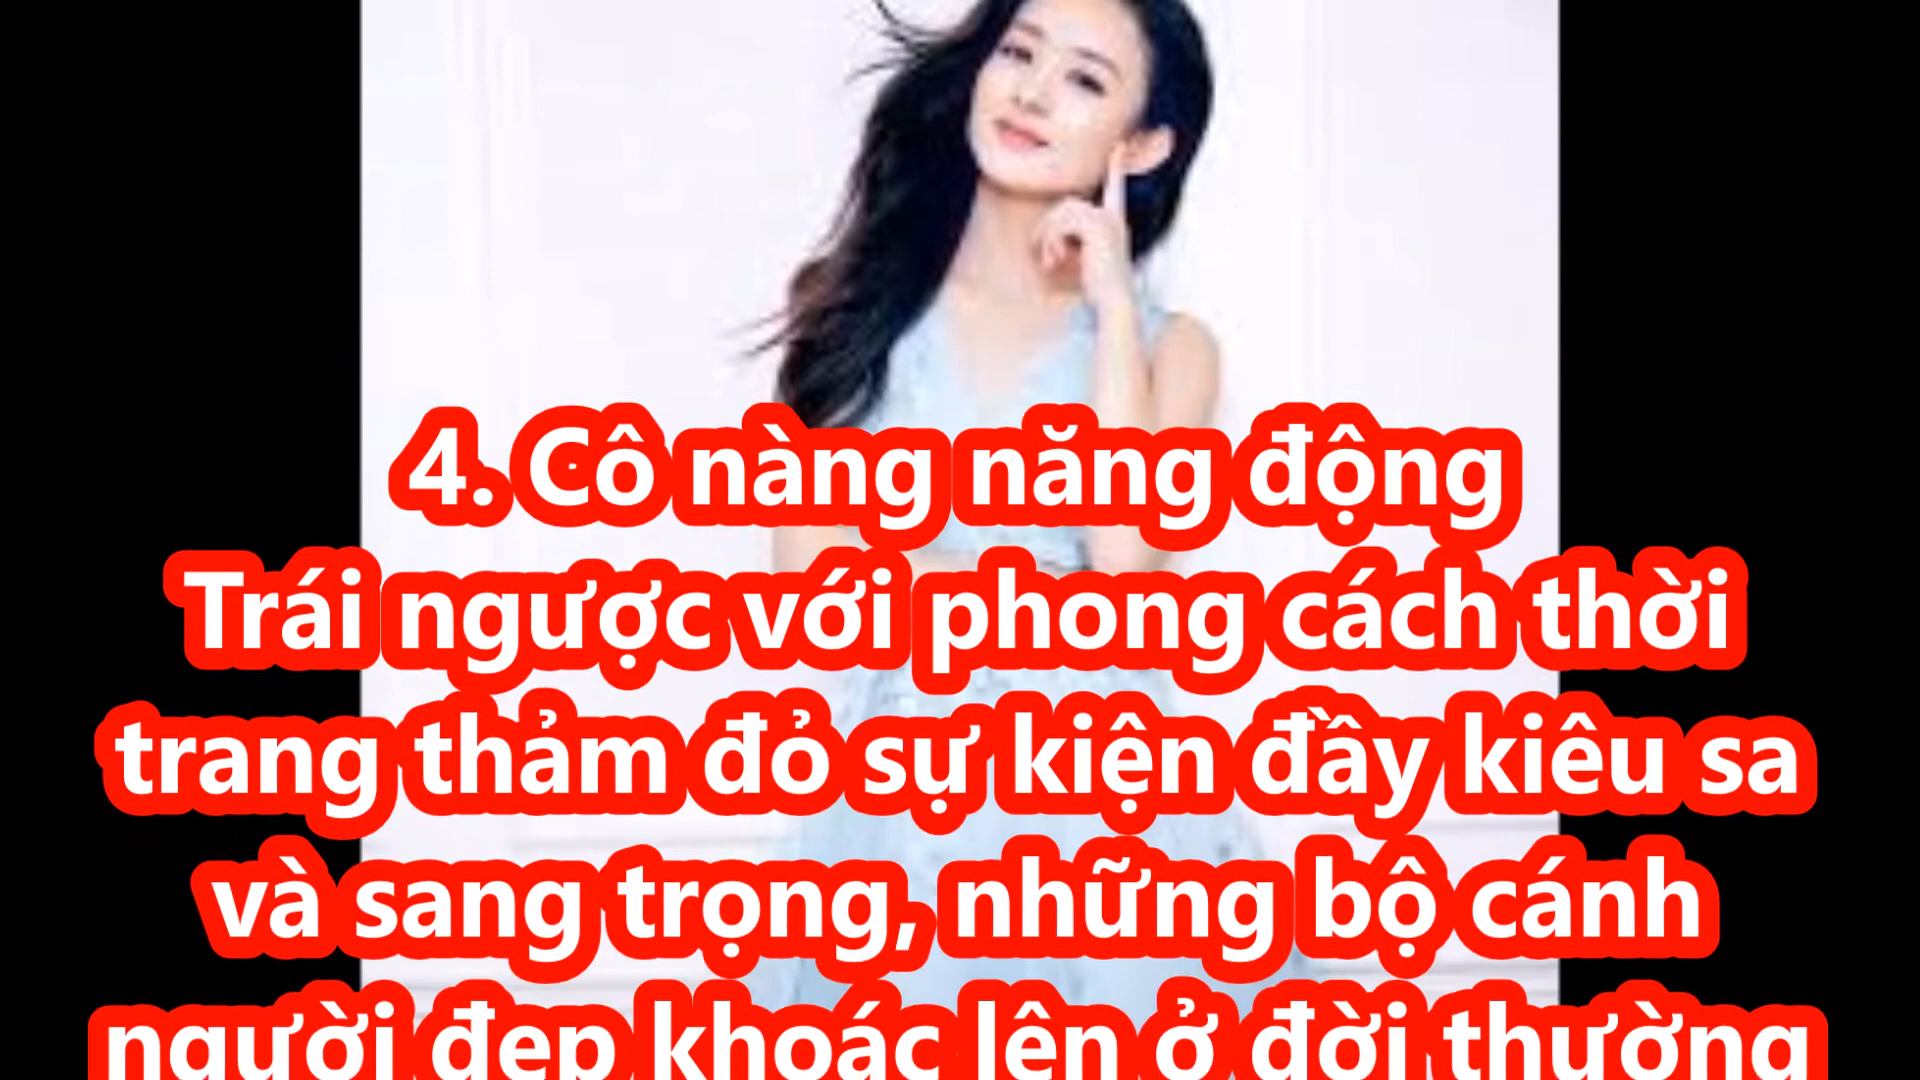 4. Cô nàng năng động
Trái ngược với phong cách thời
trang thảm đỏ sự kiện đầy kiêu sa
và sang trọng, những bộ cánh
người đẹp khoác lên ở đời thường